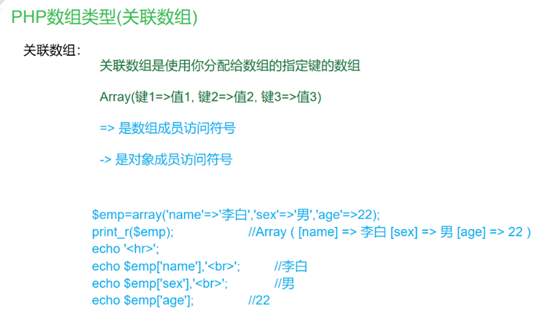 PHP数组类型(关联数组)
关联数组：
关联数组是使用你分配给数组的指定键的数组
Array(键1=>值1, 键2=>值2, 键3=>值3)
=> 是数组成员访问符号
-> 是对象成员访问符号
$emp=array('name'=>'李白','sex'=>'男','age'=>22);
print_r($emp); //Array ( [name] => 李白 [sex] => 男 [age] => 22 )
echo '<hr>';
echo $emp['name'],'<br>'; //李白
echo $emp['sex'],'<br>'; //男
echo $emp['age']; //22